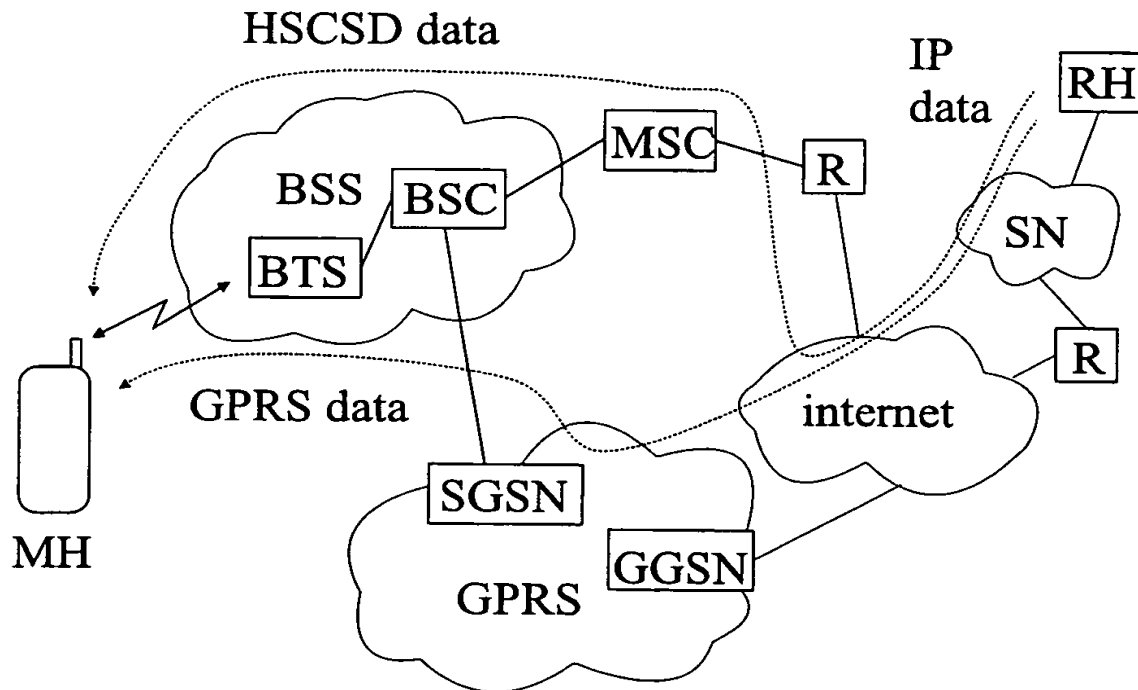 HSCSD data
IP
data
RH
MSC
R
BSS
BSC
SN
BTS
R
GPRS data
internet
SGSN
MH
GGSN
GPRS